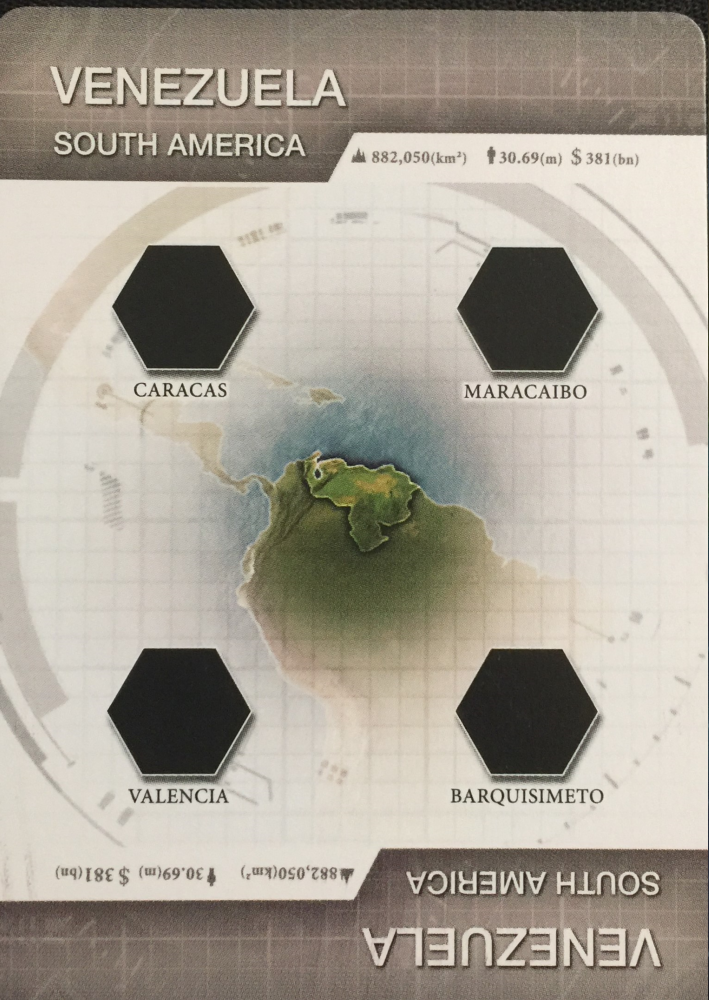 VENEZUELA
SOUTH AMERICA
882,050(km²) 30.69(m) $ 381(bn)
CARACAS
MARACAIBO
VALENCIA
BARQUISIMETO
882,050(km²) 30.69(m) $ 381(bn)
SOUTH AMERICA
VENEZUELA